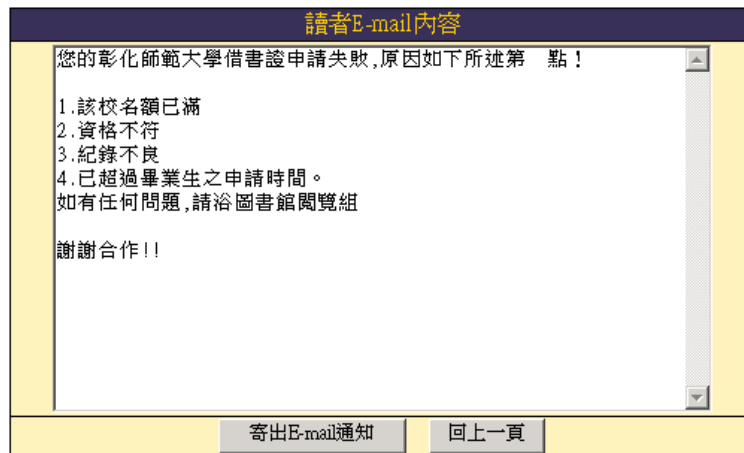 讀者E-mail內容
您的彰化師範大學借書證申請失敗,原因如下所述第　點!
1.該校名額已滿
2.資格不符
3.紀錄不良
4.已超過畢業生之申請時間。
如有任何問題,請浴圖書館閱覽組
謝謝合作!!
寄出E-mail通知
回上一頁